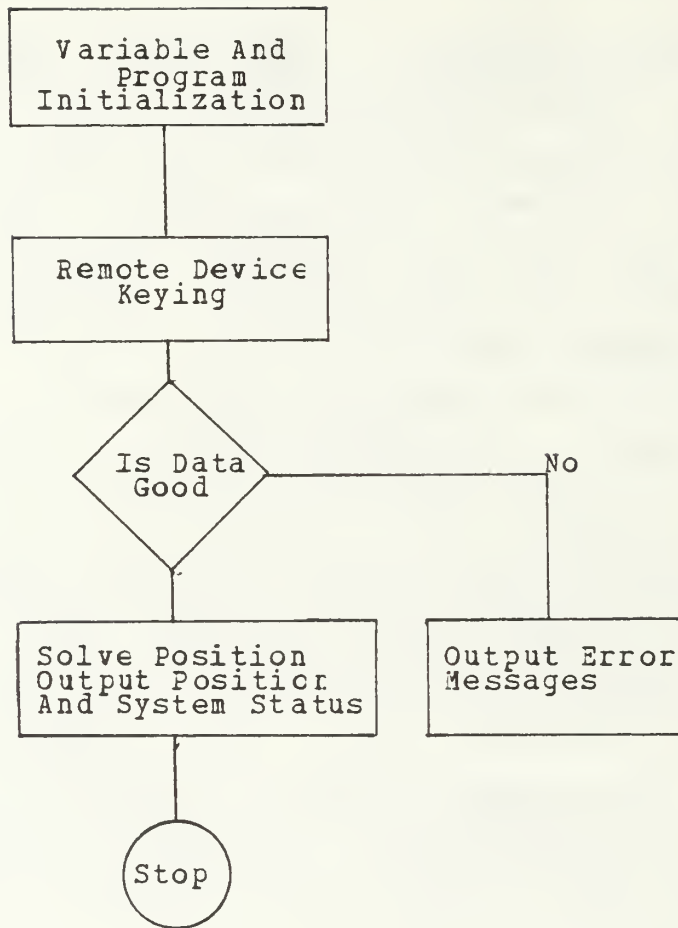 Variable And
Program
Initialization
Remote Device
Keying
Is Data
Good
No
Solve Position
Output Position
And System Status
Output Error
Messages
Stop